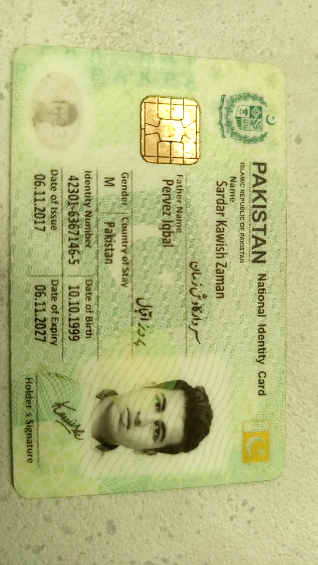 PAKISTAN National Identity Card
ISLAMIC REPUBLIC OF PAKISTAN
Name
Sardar Kawish Zaman
سردار کاوش زمان
Father Name
Pervez Iqbal
پرویز اقبال
Gender Country of Stay
M Pakistan
Identity Number Date of Birth
42301-6367146-5 10.10.1999
Date of Issue Date of Expiry
06.11.2017 06.11.2027
Holder's Signature